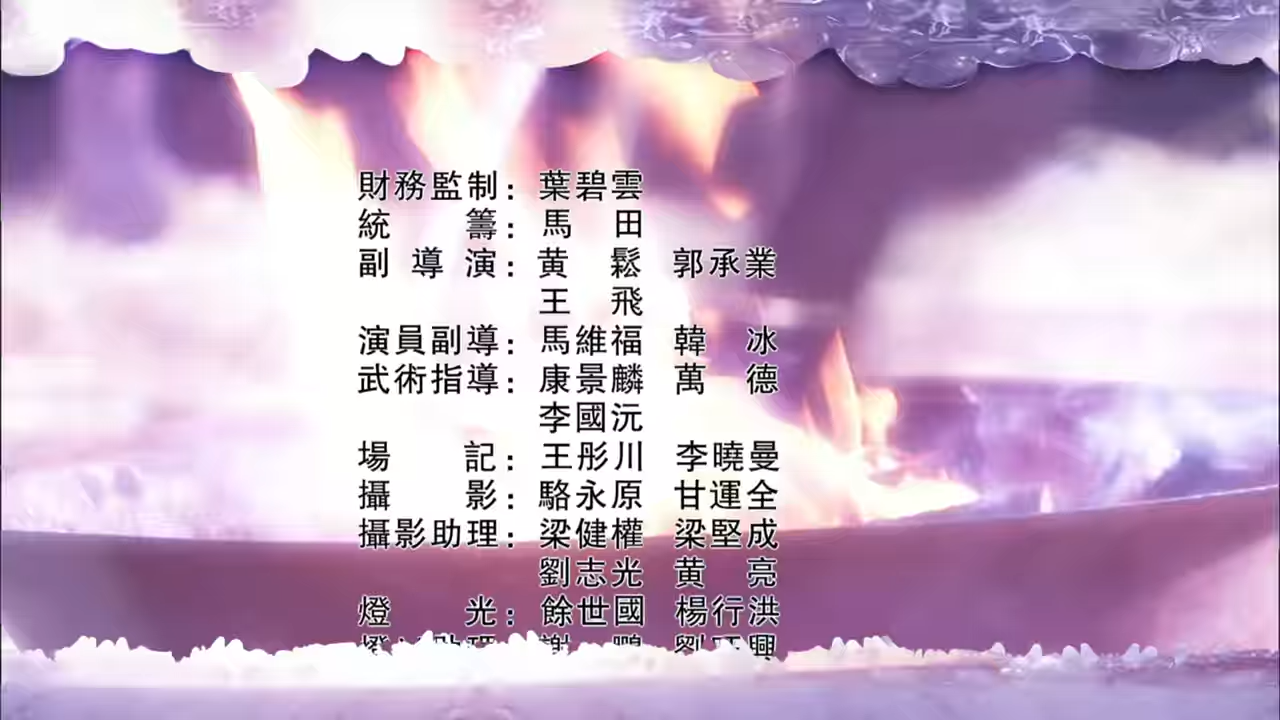 財務監制：葉碧雲
統籌：馬田
副導演：黄鬆 郭承業
王飛
演員副導：馬維福 韓冰
武術指導：康景麟 萬德
李國沅
場記：王彤川 李曉曼
攝影：駱永原 甘運全
攝影助理：梁健權 梁堅成
劉志光 黄亮
燈光：餘世國 楊行洪